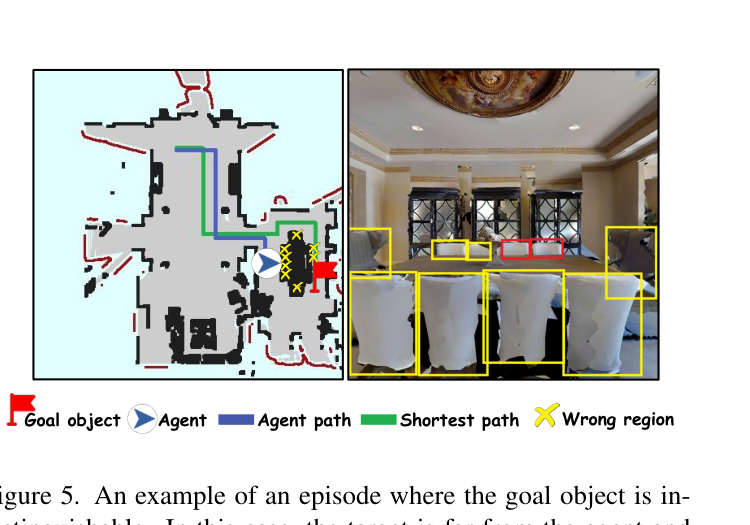 Goal object Agent Agent path Shortest path Wrong region
igure 5. An example of an episode where the goal object is in-